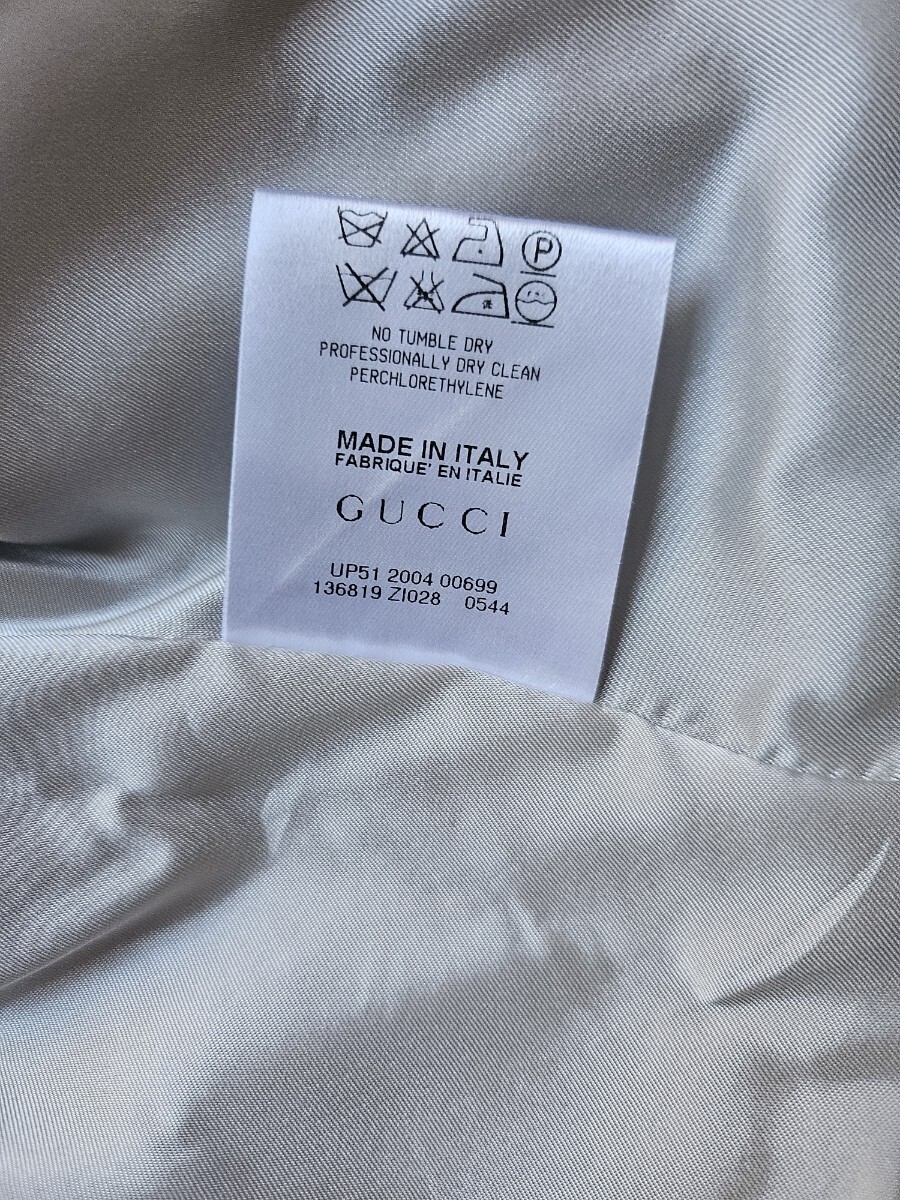 P
NO TUMBLE DRY
PROFESSIONALLY DRY CLEAN
PERCHLORETHYLENE
MADE IN ITALY
FABRIQUE' EN ITALIE
GUCCI
UP51 2004 00699
136819 ZI028 0544